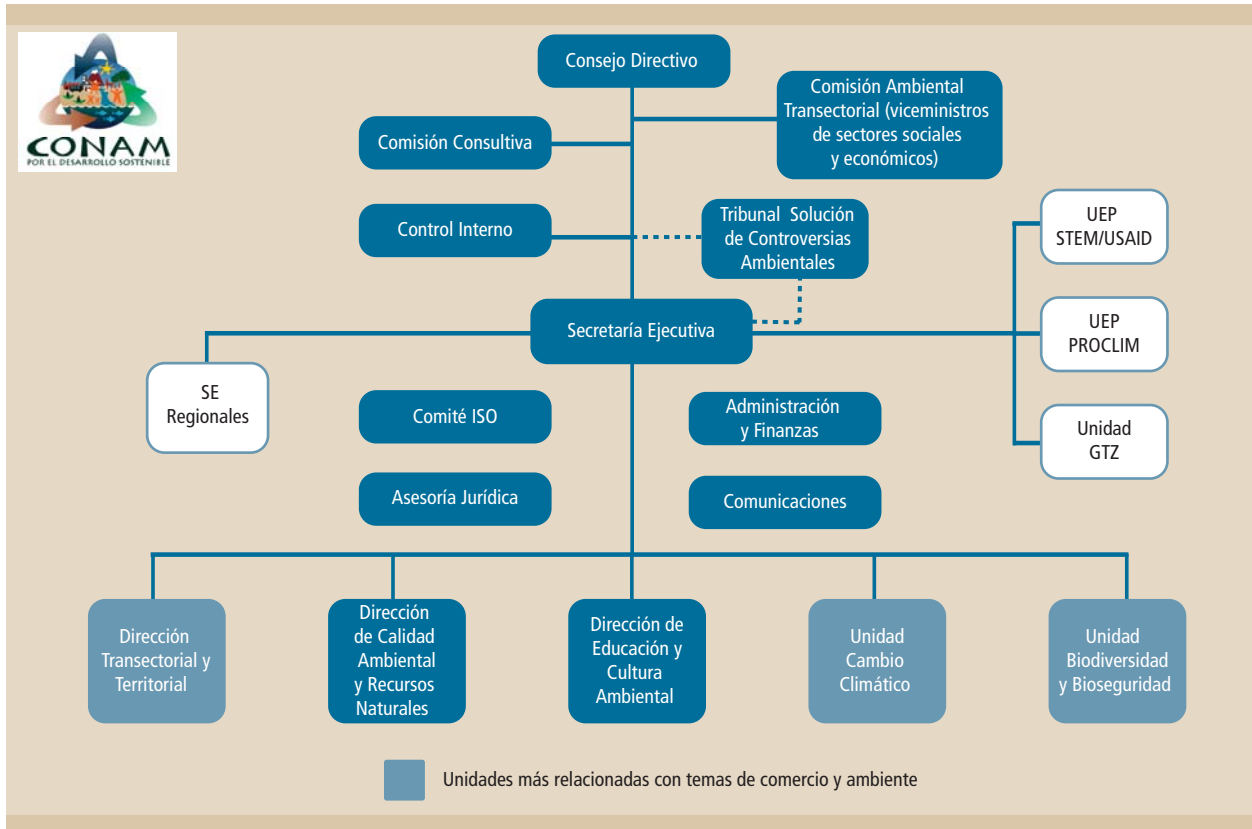 CONAM
POR EL DESARROLLO SOSTENIBLE
Consejo Directivo
Comisión Ambiental
Transectorial (viceministros
de sectores sociales
y económicos)
Comisión Consultiva
Control Interno
Tribunal Solución
de Controversias
Ambientales
UEP
STEM/USAID
Secretaría Ejecutiva
UEP
PROCLIM
SE
Regionales
Comité ISO
Administración
y Finanzas
Unidad
GTZ
Asesoría Jurídica
Comunicaciones
Dirección
Transectorial y
Territorial
Dirección
de Calidad
Ambiental
y Recursos
Naturales
Dirección de
Educación y
Cultura
Ambiental
Unidad
Cambio
Climático
Unidad
Biodiversidad
y Bioseguridad
Unidades más relacionadas con temas de comercio y ambiente